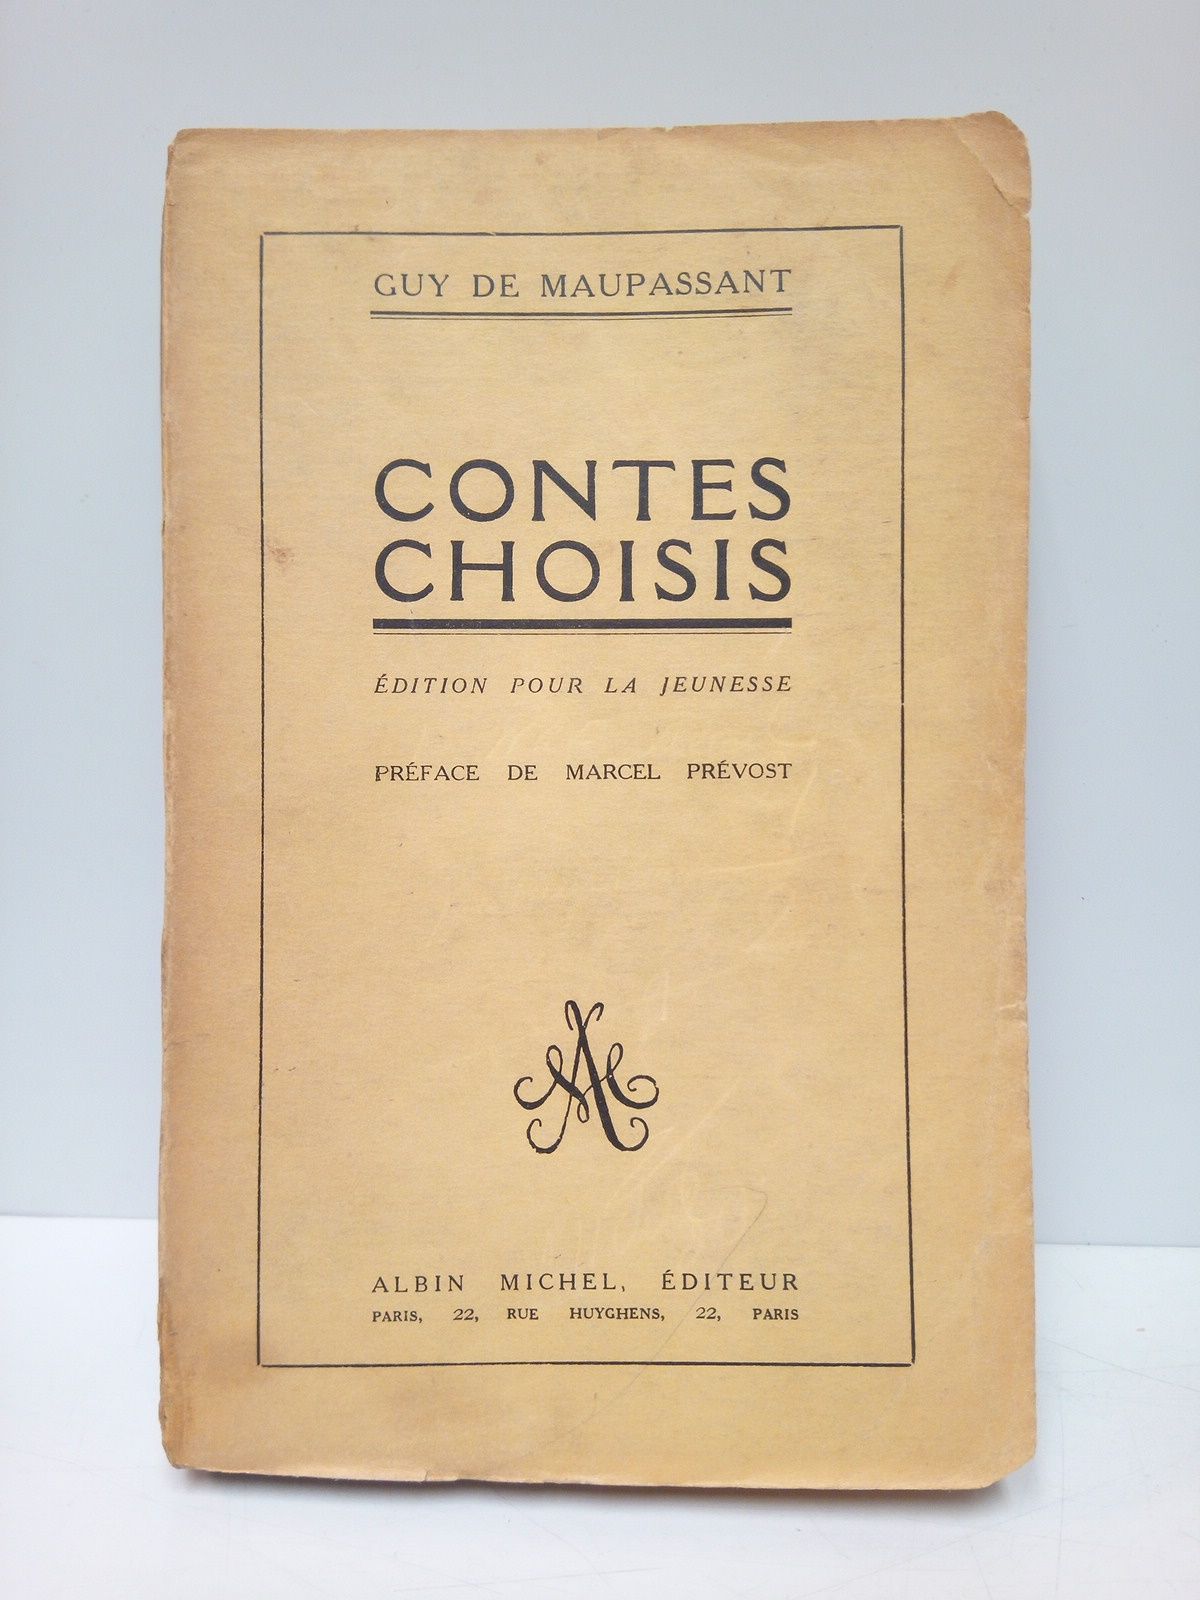 GUY DE MAUPASSANT
CONTES
CHOISIS
ÉDITION POUR LA JEUNESSE
PRÉFACE DE MARCEL PRÉVOST
ALBIN MICHEL, ÉDITEUR
PARIS, 22, RUE HUYGHENS, 22, PARIS